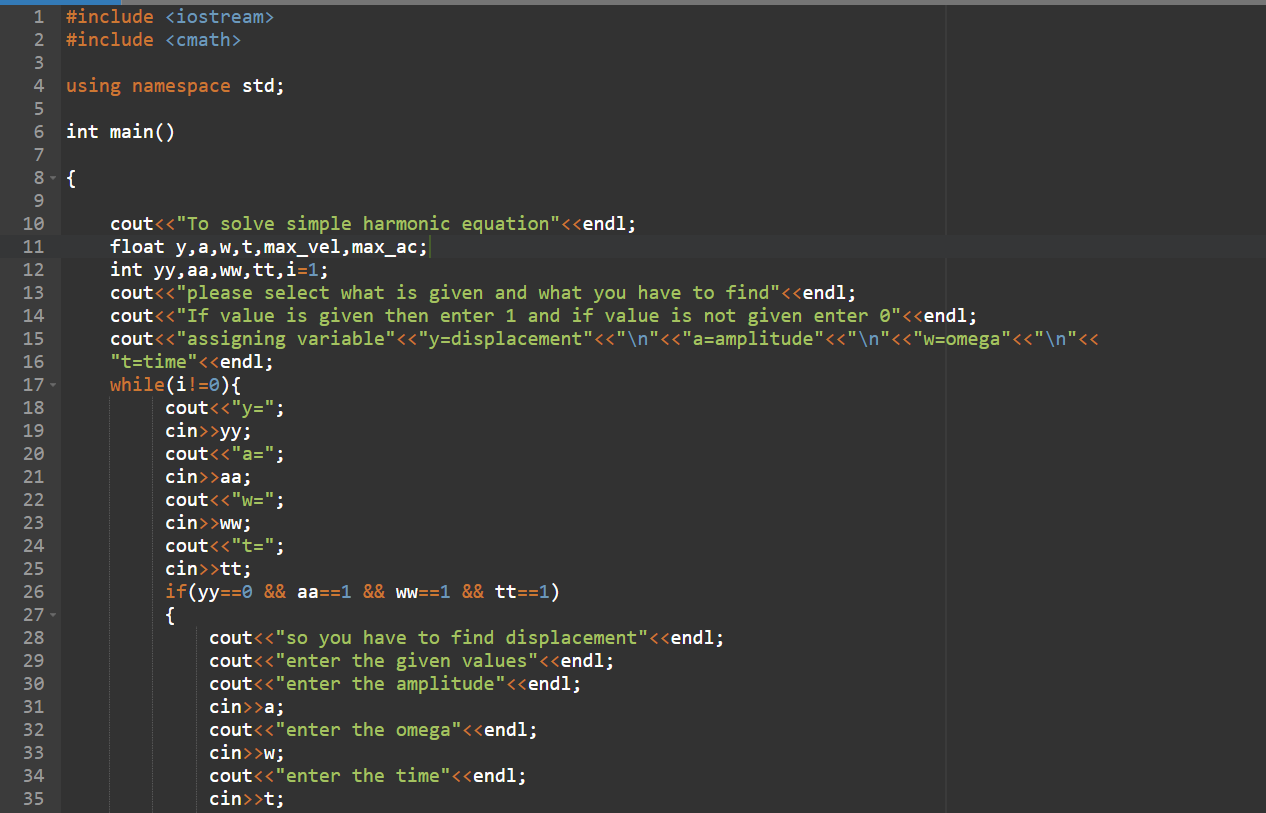 1 #include <iostream>
2 #include <cmath>
3
4 using namespace std;
5
6 int main()
7
8 {
9
10     cout<<"To solve simple harmonic equation"<<endl;
11     float y,a,w,t,max_vel,max_ac;
12     int yy,aa,ww,tt,i=1;
13     cout<<"please select what is given and what you have to find"<<endl;
14     cout<<"If value is given then enter 1 and if value is not given enter 0"<<endl;
15     cout<<"assigning variable"<<"y=displacement"<<"\n"<<"a=amplitude"<<"\n"<<"w=omega"<<"\n"<<
16     "t=time"<<endl;
17     while(i!=0){
18          cout<<"y=";
19          cin>>yy;
20          cout<<"a=";
21          cin>>aa;
22          cout<<"w=";
23          cin>>ww;
24          cout<<"t=";
25          cin>>tt;
26          if(yy==0 && aa==1 && ww==1 && tt==1)
27          {
28              cout<<"so you have to find displacement"<<endl;
29              cout<<"enter the given values"<<endl;
30              cout<<"enter the amplitude"<<endl;
31              cin>>a;
32              cout<<"enter the omega"<<endl;
33              cin>>w;
34              cout<<"enter the time"<<endl;
35              cin>>t;